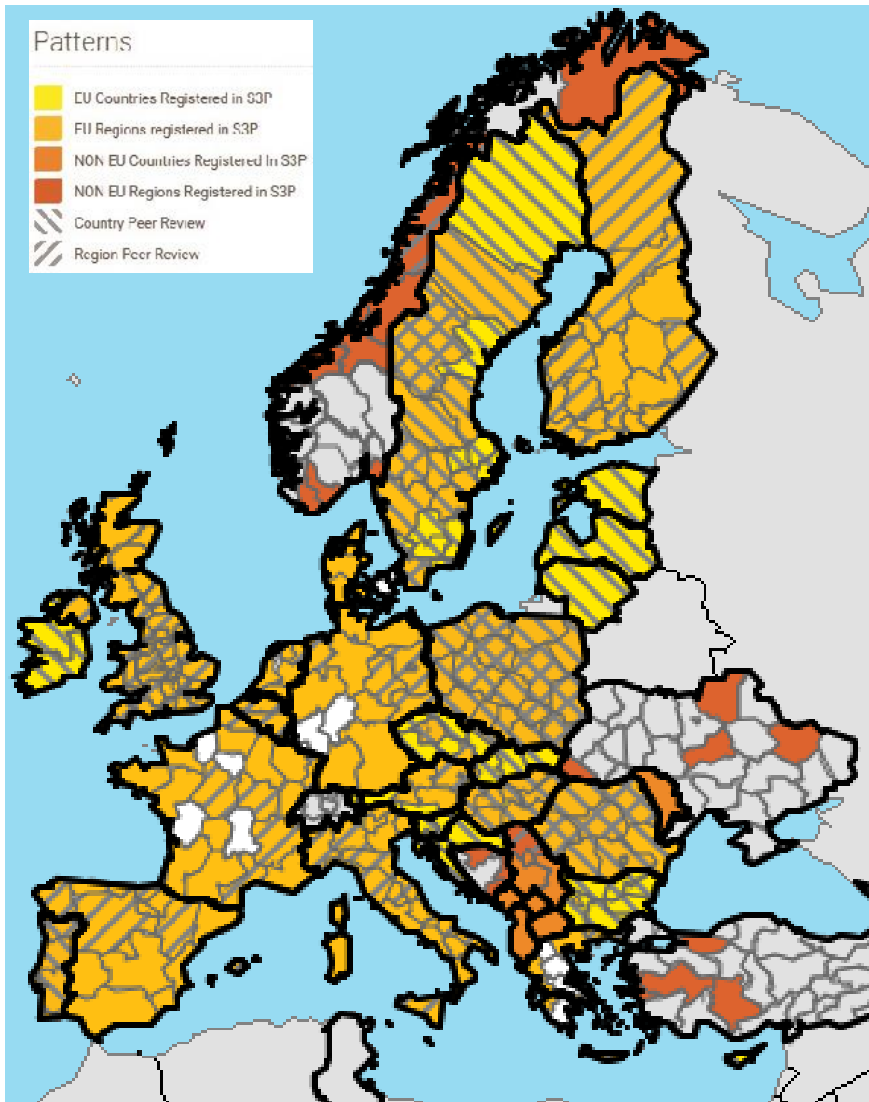 Patterns
EU Countries Registered in S3P
EU Regions registered in S3P
NON EU Countries Registered In S3P
NON EU Regions Registered in S3P
Country Peer Review
Region Peer Review